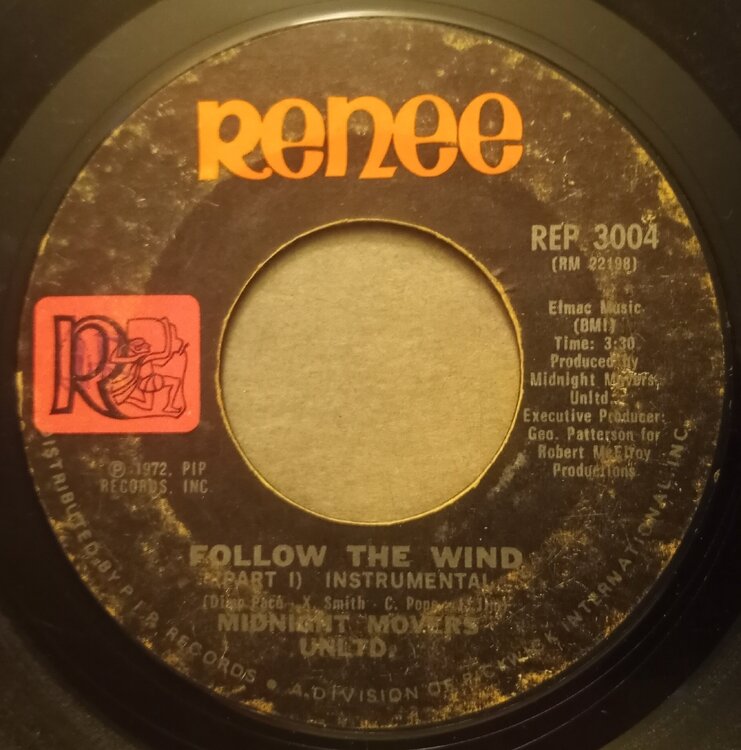 Renee
REP 3004
(RM 22198)
Elmac Music
(BMI)
Time: 3:30
Produced by
Midnight Movers,
Unltd.
Executive Producer:
Geo. Patterson for
Robert McElroy
Productions
R
℗ 1972, PIP
RECORDS, INC.
FOLLOW THE WIND
(PART I) INSTRUMENTAL
Smith - C.
MIDNIGHT MOVERS
UNLTD.
DISTRIBUTED BY P.I.P. RECORDS • A DIVISION OF PICKWICK INTERNATIONAL, INC.